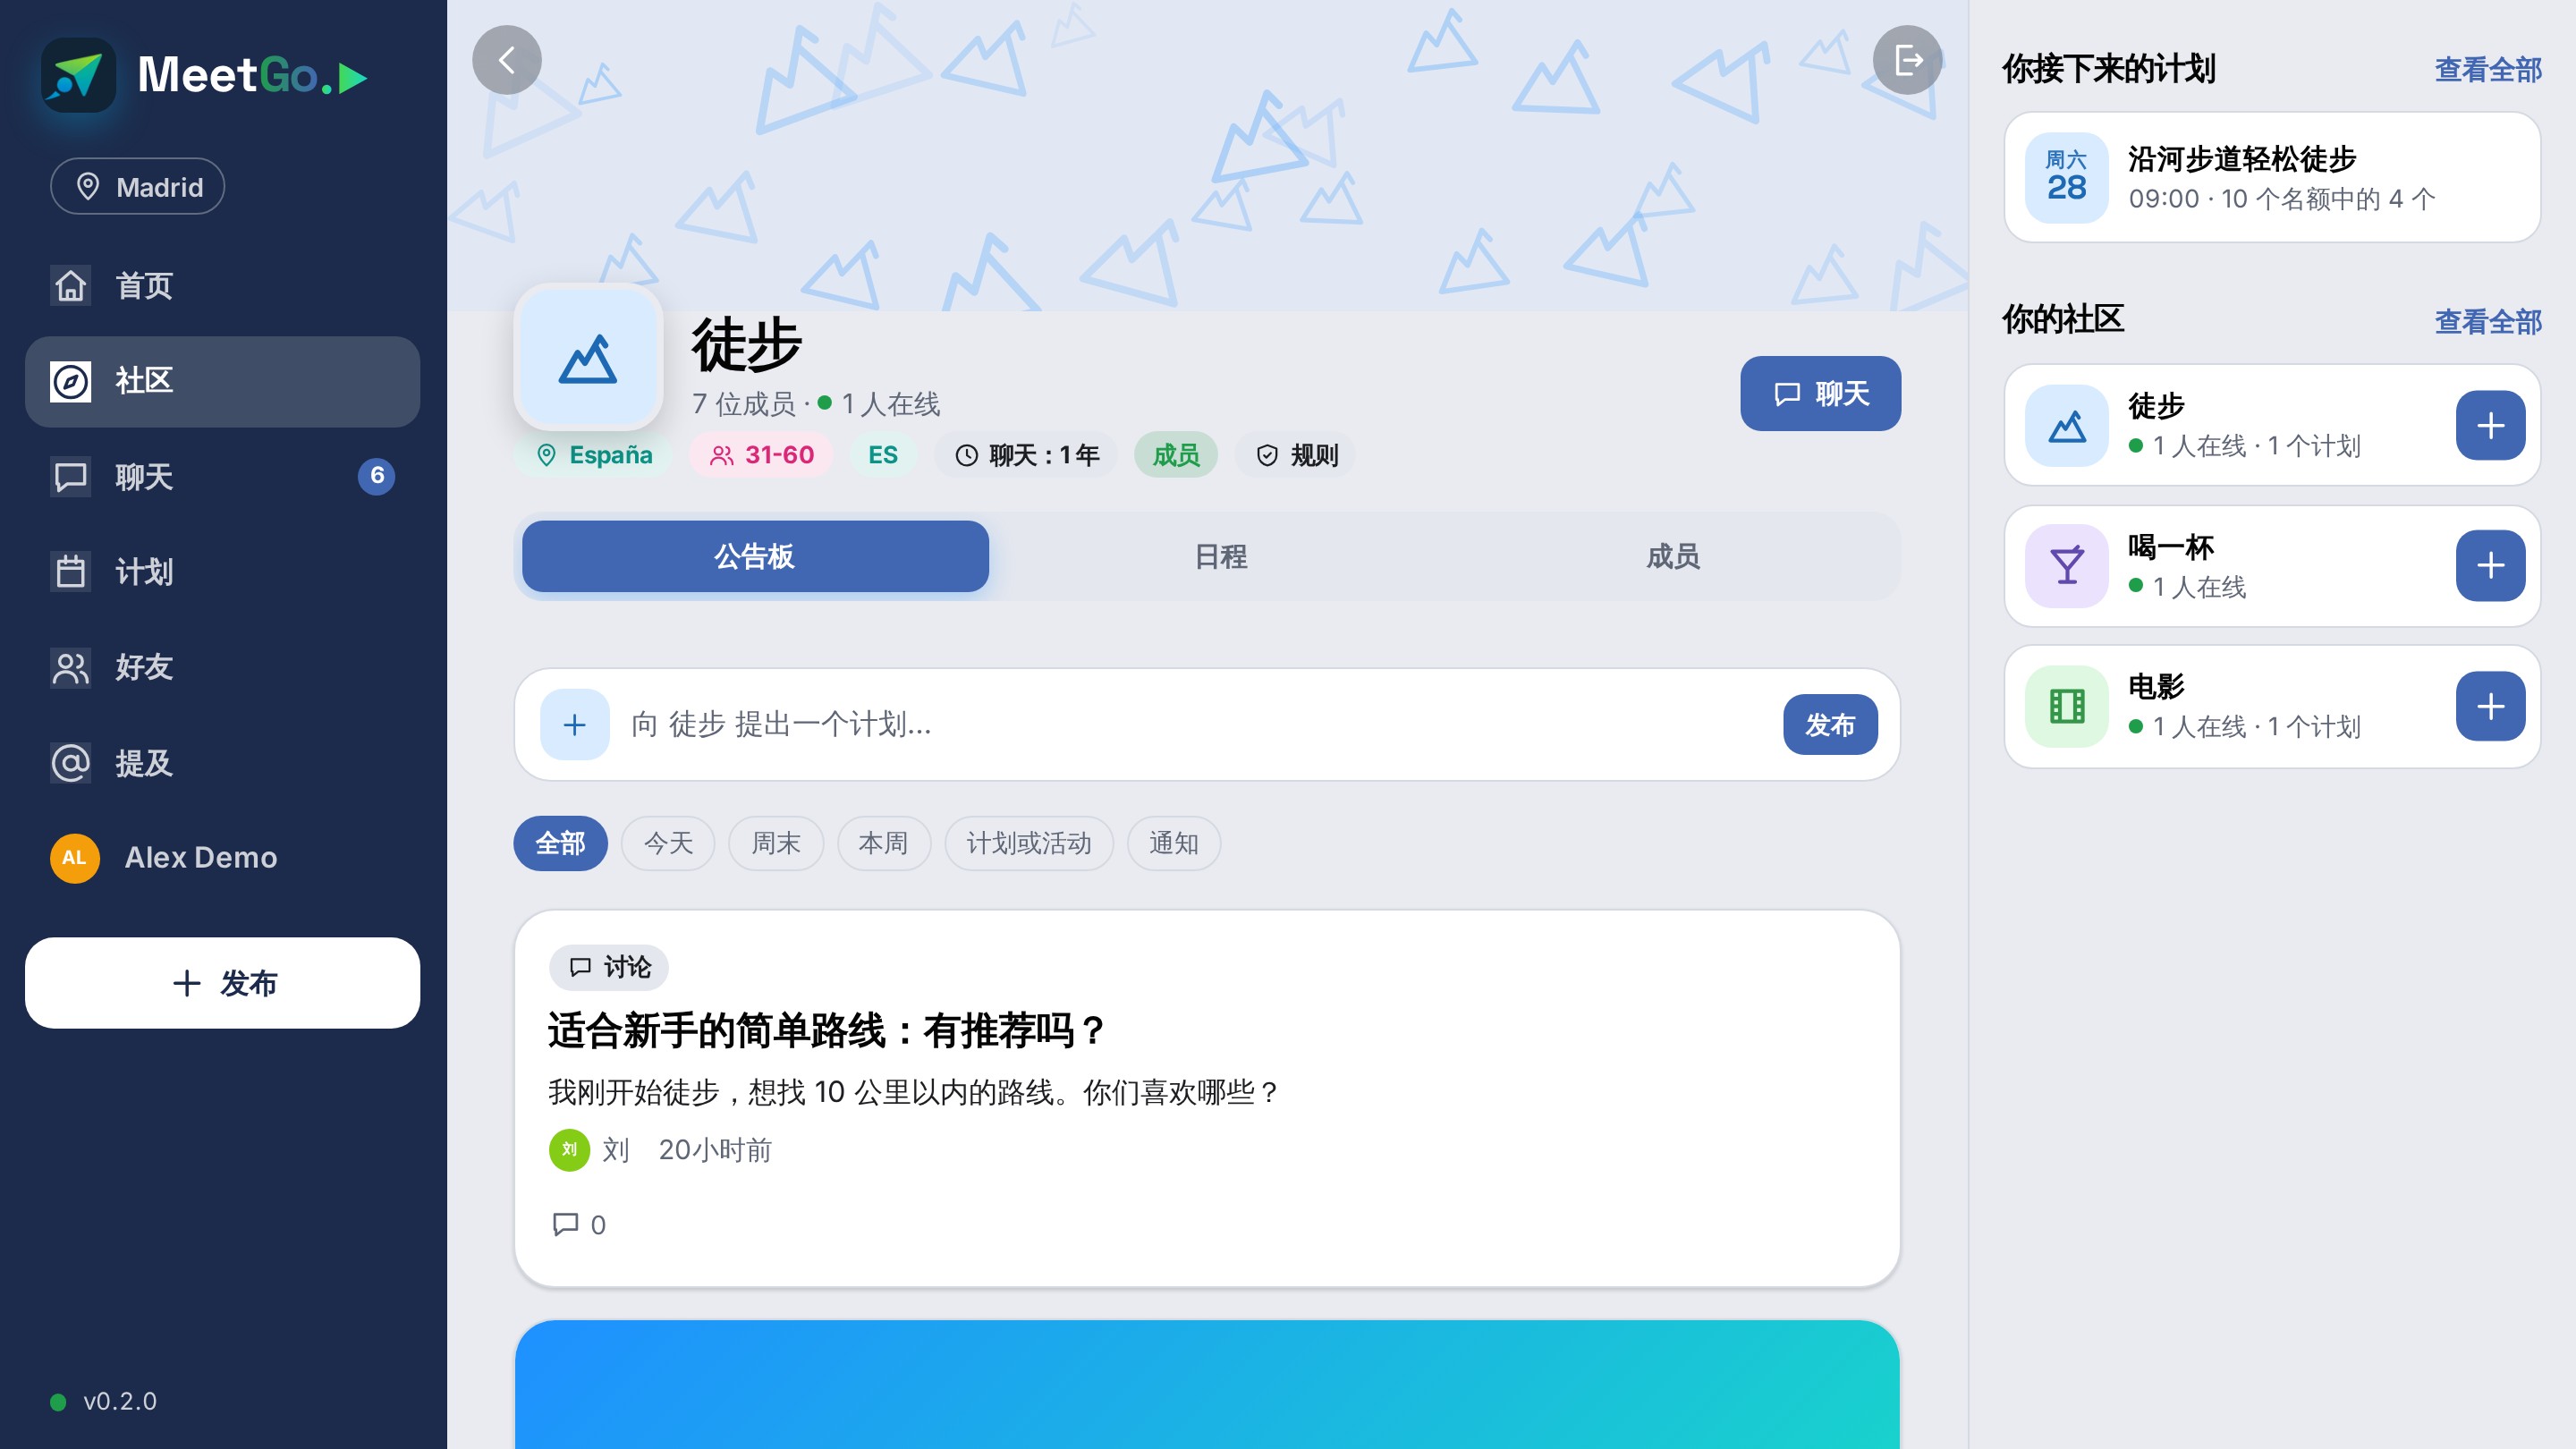 MeetGo.
Madrid
首页
社区
聊天
6
计划
好友
提及
AL
Alex Demo
发布
v0.2.0
徒步
7 位成员 · 1 人在线
聊天
España
31-60
ES
聊天：1 年
成员
规则
公告板
日程
成员
向 徒步 提出一个计划...
发布
全部
今天
周末
本周
计划或活动
通知
讨论
适合新手的简单路线：有推荐吗？
我刚开始徒步，想找 10 公里以内的路线。你们喜欢哪些？
刘
刘 20小时前
0
你接下来的计划
查看全部
周六
28
沿河步道轻松徒步
09:00 · 10 个名额中的 4 个
你的社区
查看全部
徒步
1 人在线 · 1 个计划
喝一杯
1 人在线
电影
1 人在线 · 1 个计划